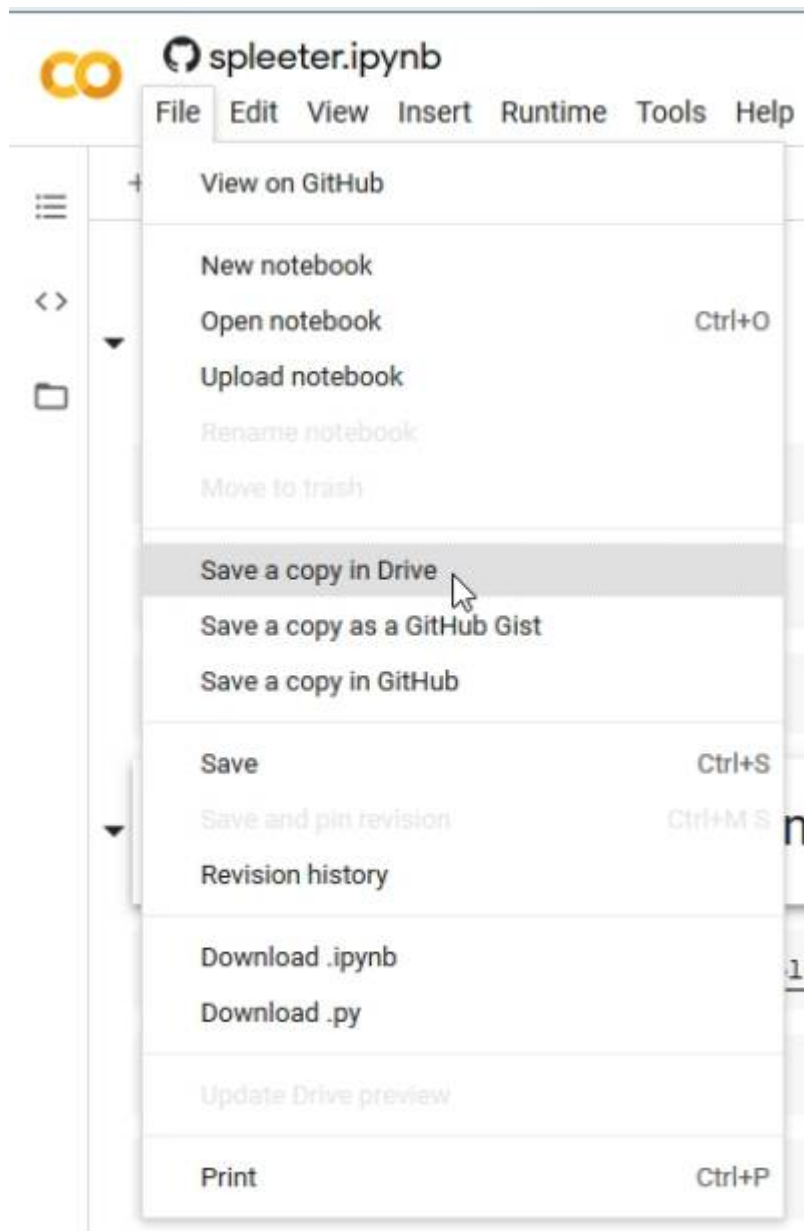 spleeter.ipynb
File Edit View Insert Runtime Tools Help
View on GitHub
New notebook
Open notebook Ctrl+O
Upload notebook
Rename notebook
Move to trash
Save a copy in Drive
Save a copy as a GitHub Gist
Save a copy in GitHub
Save Ctrl+S
Save and pin revision Ctrl+M S
Revision history
Download .ipynb
Download .py
Update Drive preview
Print Ctrl+P